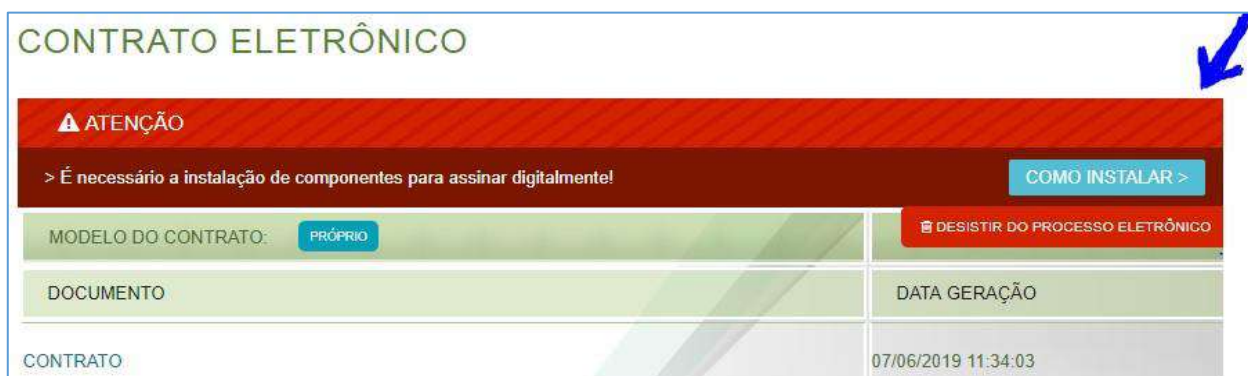 CONTRATO ELETRÔNICO
ATENÇÃO
> É necessário a instalação de componentes para assinar digitalmente!
COMO INSTALAR >
MODELO DO CONTRATO: PRÓPRIO
DESISTIR DO PROCESSO ELETRÔNICO
DOCUMENTO
DATA GERAÇÃO
CONTRATO
07/06/2019 11:34:03